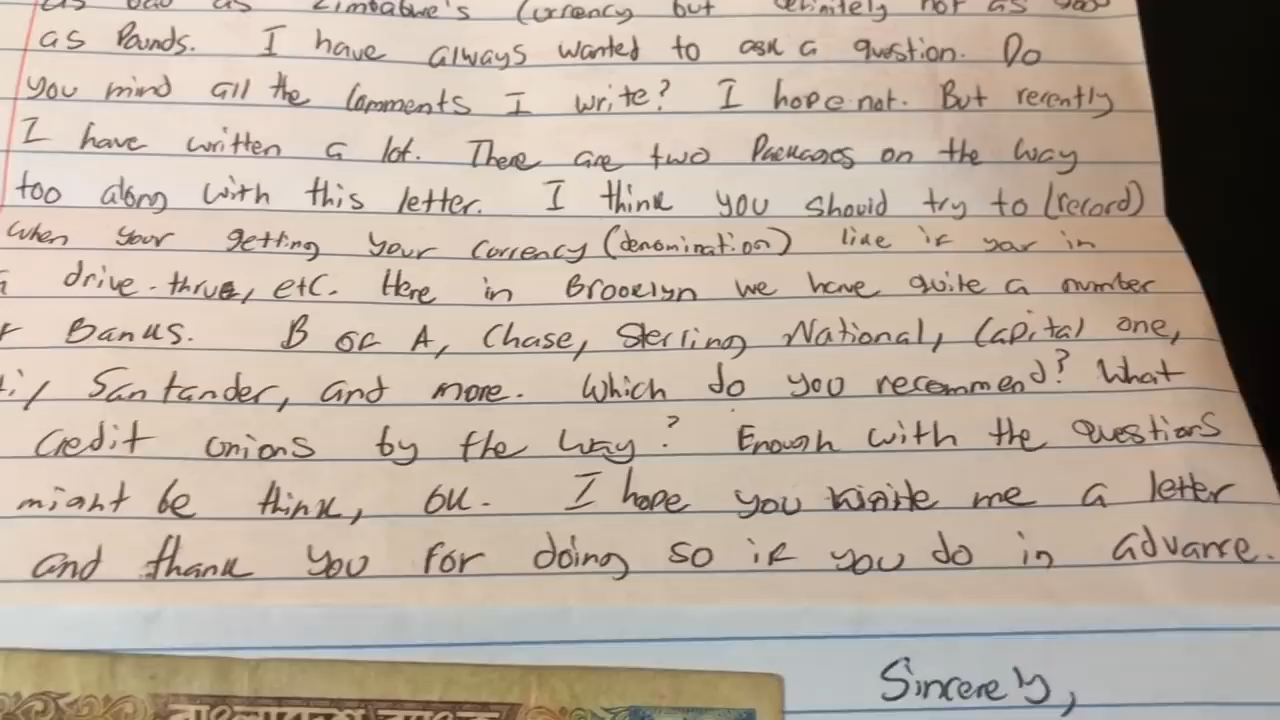 as bad as Zimbabwe's currency but definitely not as good
as Pounds. I have always wanted to ask a question. Do
you mind all the comments I write? I hope not. But recently
I have written a lot. There are two Packages on the way
too along with this letter. I think you should try to (record)
when your getting your currency (denomination) like if your in
drive-thrus, etc. Here in Brooklyn we have quite a number
Banks. B of A, Chase, Sterling National, Capital one,
Santander, and more. Which do you recommend? What
credit unions by the way? Enough with the questions
might be think, ok. I hope you write me a letter
and thank you for doing so if you do in advance.
Sincerely,
বাংলাদেশ ব্যাংক